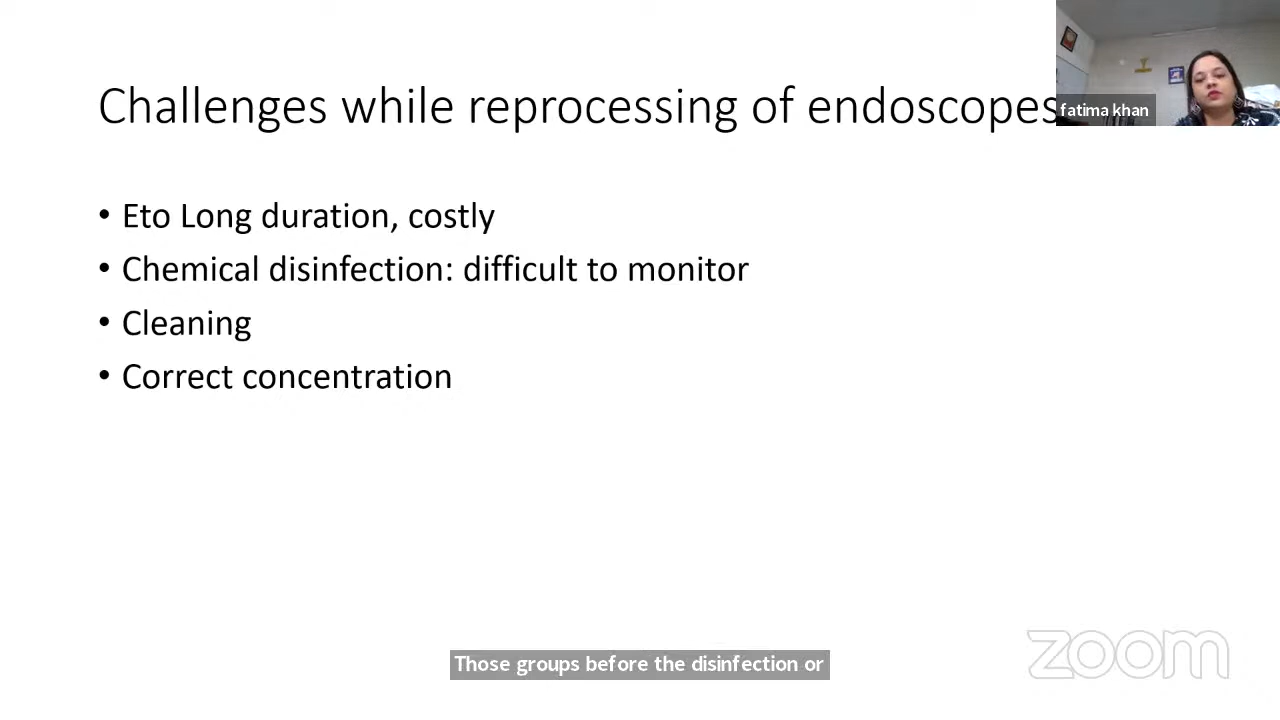 Challenges while reprocessing of endoscopes
fatima khan
• Eto Long duration, costly
• Chemical disinfection: difficult to monitor
• Cleaning
• Correct concentration
Those groups before the disinfection or
zoom